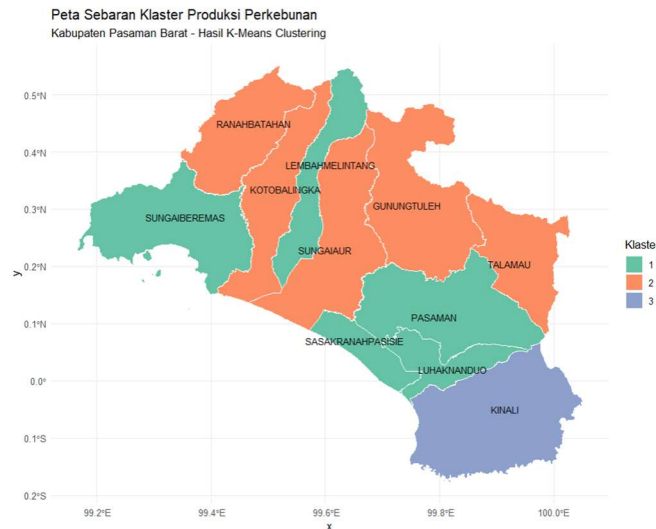 Peta Sebaran Klaster Produksi Perkebunan
Kabupaten Pasaman Barat - Hasil K-Means Clustering
0.5°N
0.4°N
0.3°N
0.2°N
0.1°N
0.0°
0.1°S
0.2°S
y
RANAHBATAHAN
LEMBAHMELINTANG
KOTOBALINGKA
GUNUNGTULEH
SUNGAIBEREMAS
SUNGAIAUR
TALAMAU
PASAMAN
SASAKRANAHPASISIE
LUHAKNANDUO
KINALI
Klaster
1
2
3
99.2°E
99.4°E
99.6°E
99.8°E
100.0°E
x